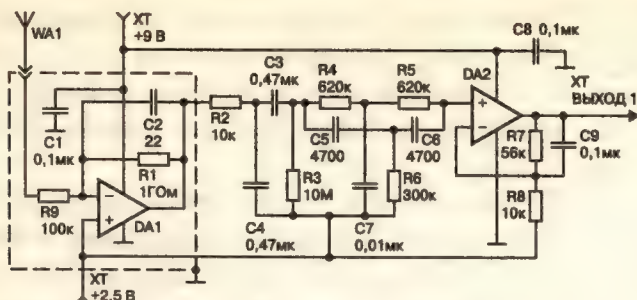 WA1
XT
+9 В
C8 0,1мк
C3
0,47мк
R4
620к
R5
620к
DA2
XT
ВЫХОД 1
C1
0,1мк
C2
22
R1
1ГОм
R2
10к
C5
4700
C6
4700
R7
56к
C9
0,1мк
R9
100к
DA1
R3
10М
R6
300к
R8
10к
C4
0,47мк
C7
0,01мк
XT
+2,5 В